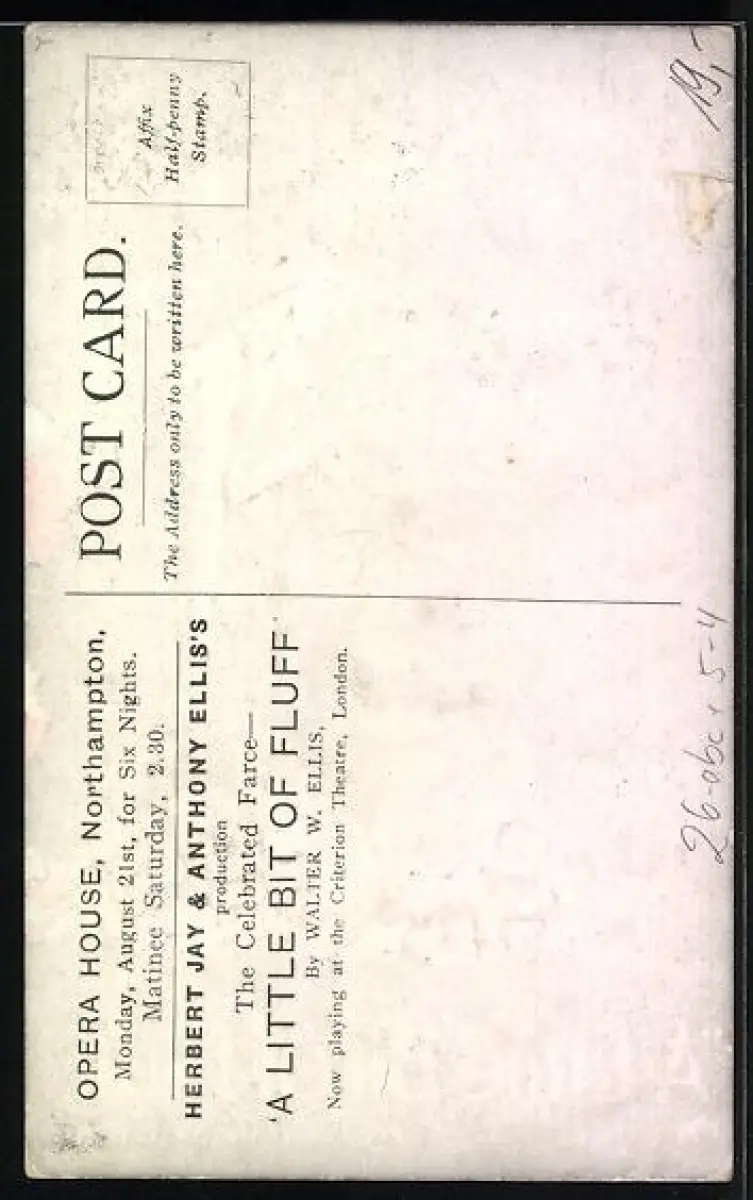 OPERA HOUSE, Northampton,
Monday, August 21st, for Six Nights.
Matinee Saturday, 2.30.
HERBERT JAY & ANTHONY ELLIS'S
production
The Celebrated Farce—
'A LITTLE BIT OF FLUFF'
By WALTER W. ELLIS,
Now playing at the Criterion Theatre, London.
POST CARD.
The Address only to be written here.
Affix
Half-penny
Stamp.
19,-